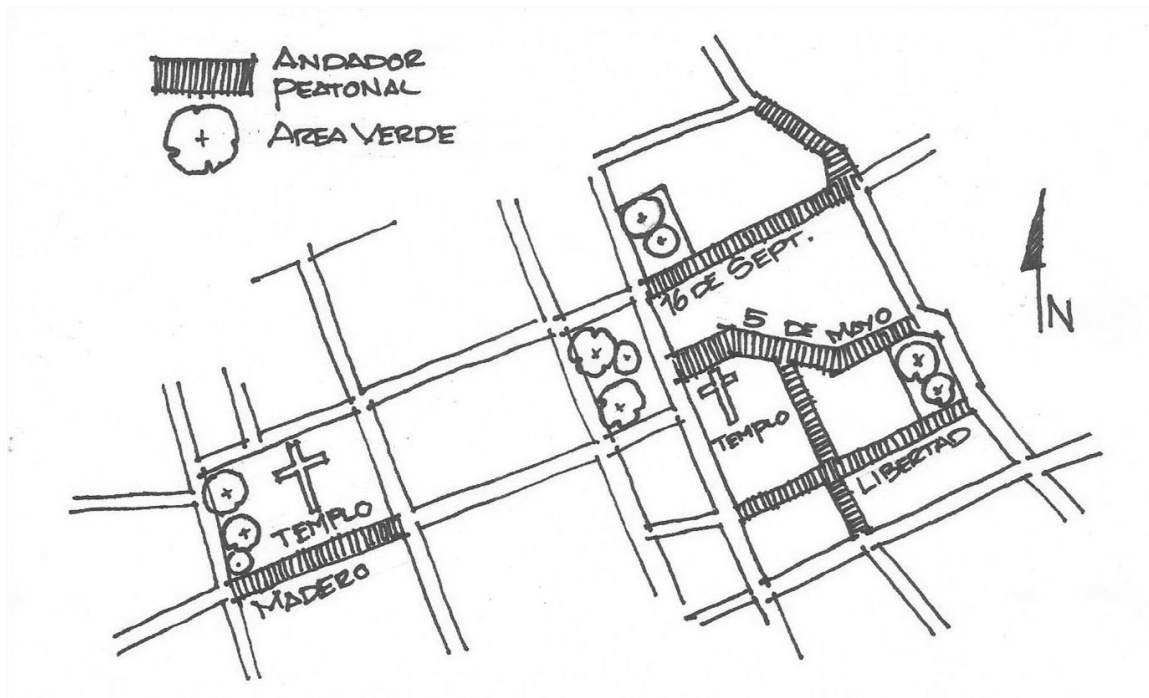 ANDADOR
PEATONAL
AREA VERDE
16 DE SEPT.
5 DE MAYO
N
TEMPLO
LIBERTAD
TEMPLO
MADERO